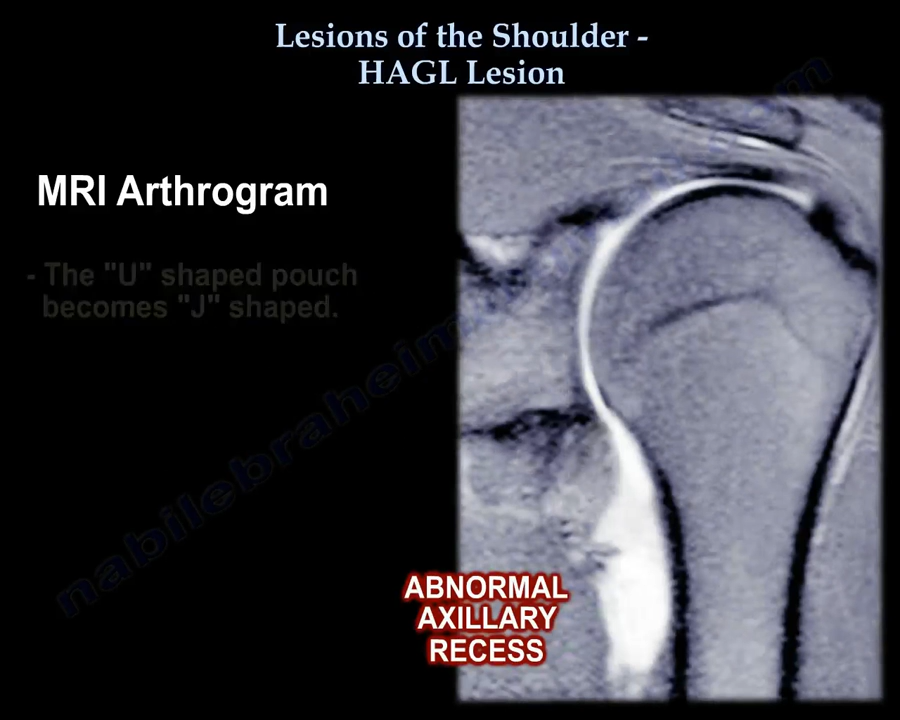 Lesions of the Shoulder -
HAGL Lesion
MRI Arthrogram
- The "U" shaped pouch
becomes "J" shaped.
ABNORMAL
AXILLARY
RECESS